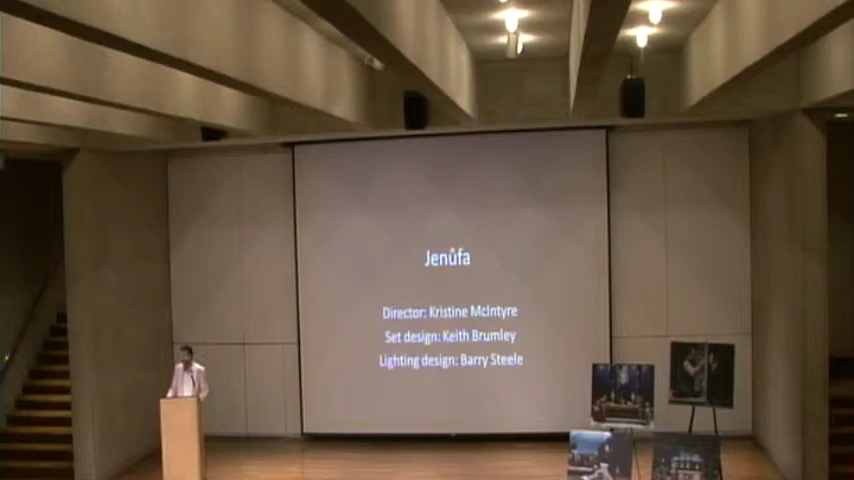 Jenůfa
Director: Kristine McIntyre
Set design: Keith Brumley
Lighting design: Barry Steele